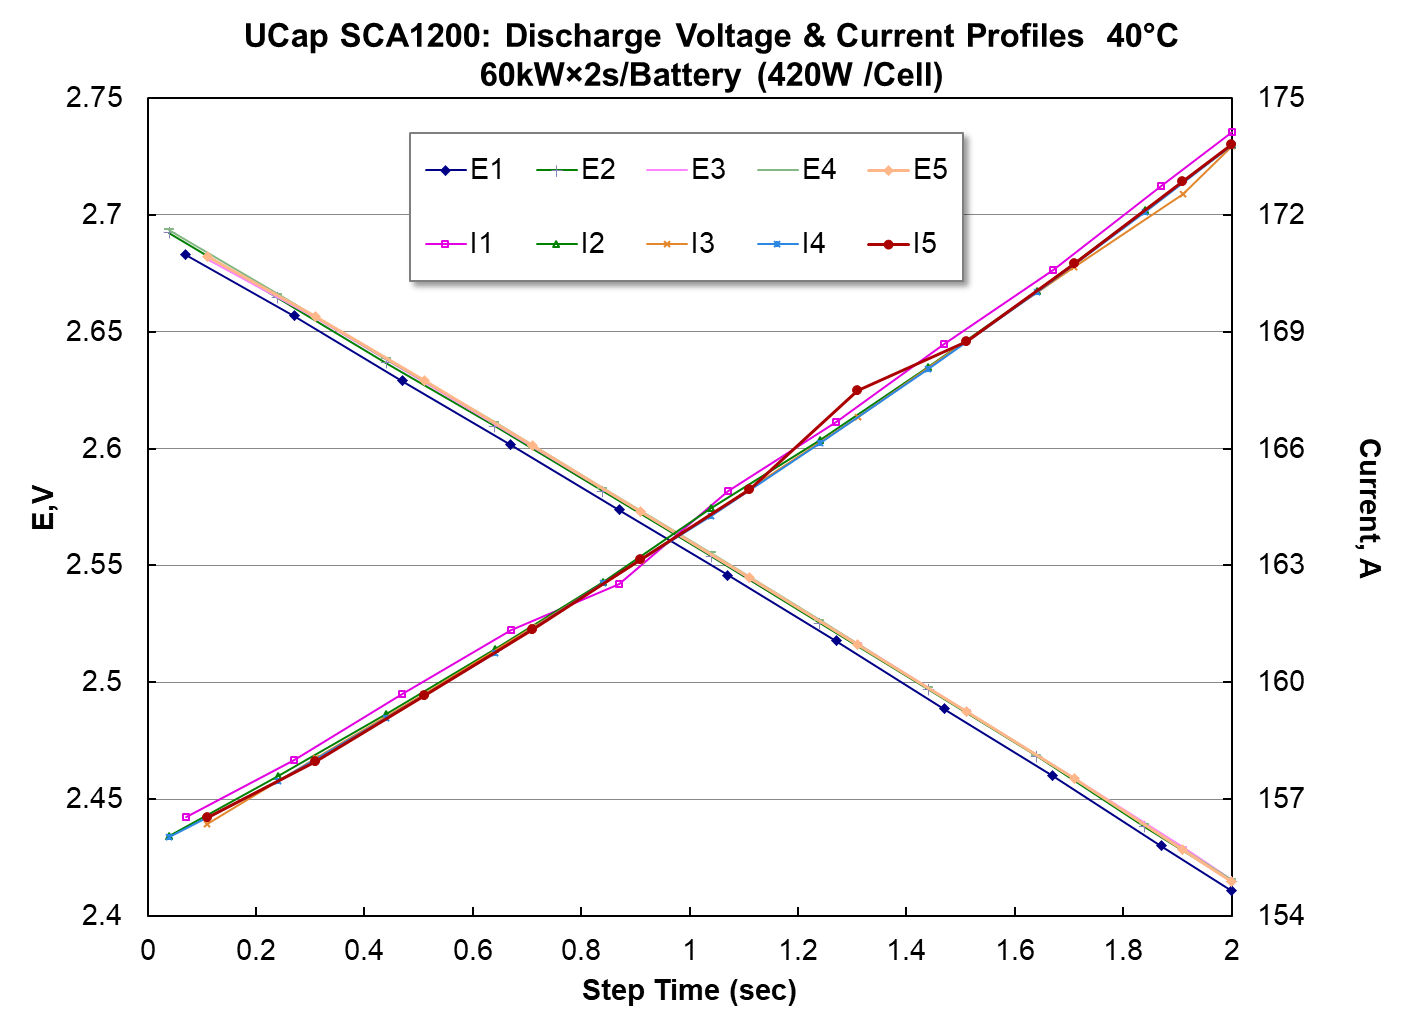 UCap SCA1200: Discharge Voltage & Current Profiles 40°C
60kW×2s/Battery (420W /Cell)
2.75
2.7
2.65
2.6
2.55
2.5
2.45
2.4
E,V
E1 E2 E3 E4 E5
I1 I2 I3 I4 I5
175
172
169
166
163
160
157
154
Current, A
0 0.2 0.4 0.6 0.8 1 1.2 1.4 1.6 1.8 2
Step Time (sec)